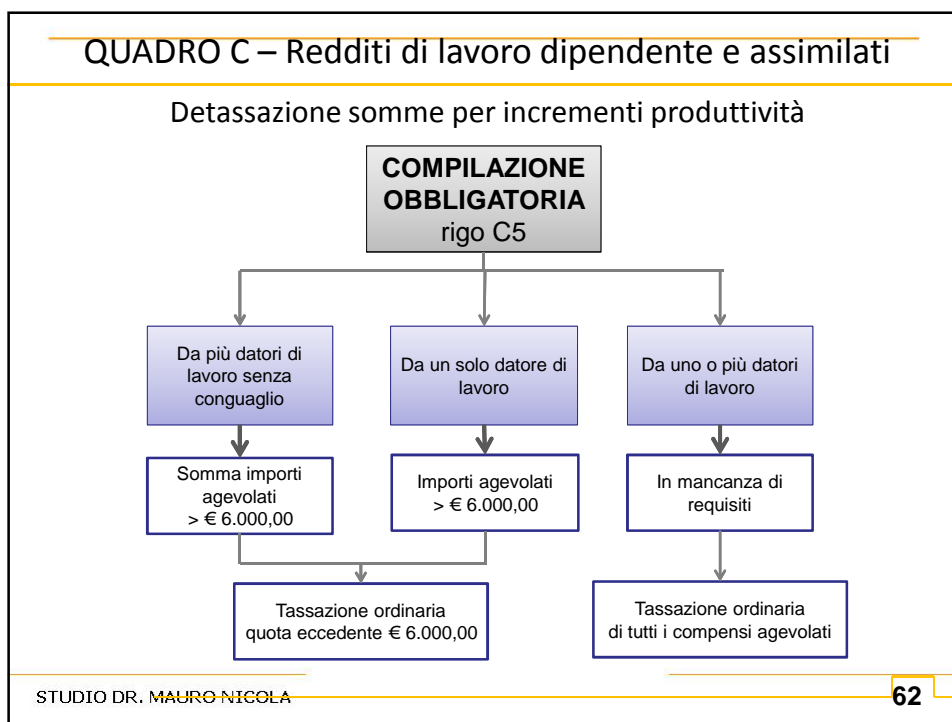 QUADRO C – Redditi di lavoro dipendente e assimilati
Detassazione somme per incrementi produttività
COMPILAZIONE
OBBLIGATORIA
rigo C5
Da più datori di
lavoro senza
conguaglio
Da un solo datore di
lavoro
Da uno o più datori
di lavoro
Somma importi
agevolati
> € 6.000,00
Importi agevolati
> € 6.000,00
In mancanza di
requisiti
Tassazione ordinaria
quota eccedente € 6.000,00
Tassazione ordinaria
di tutti i compensi agevolati
STUDIO DR. MAURO NICOLA
62